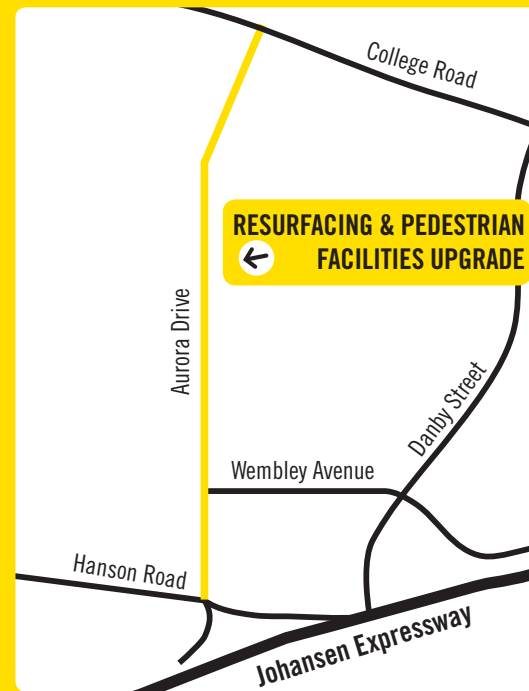 College Road
RESURFACING & PEDESTRIAN
FACILITIES UPGRADE
Aurora Drive
Danby Street
Wembley Avenue
Hanson Road
Johansen Expressway